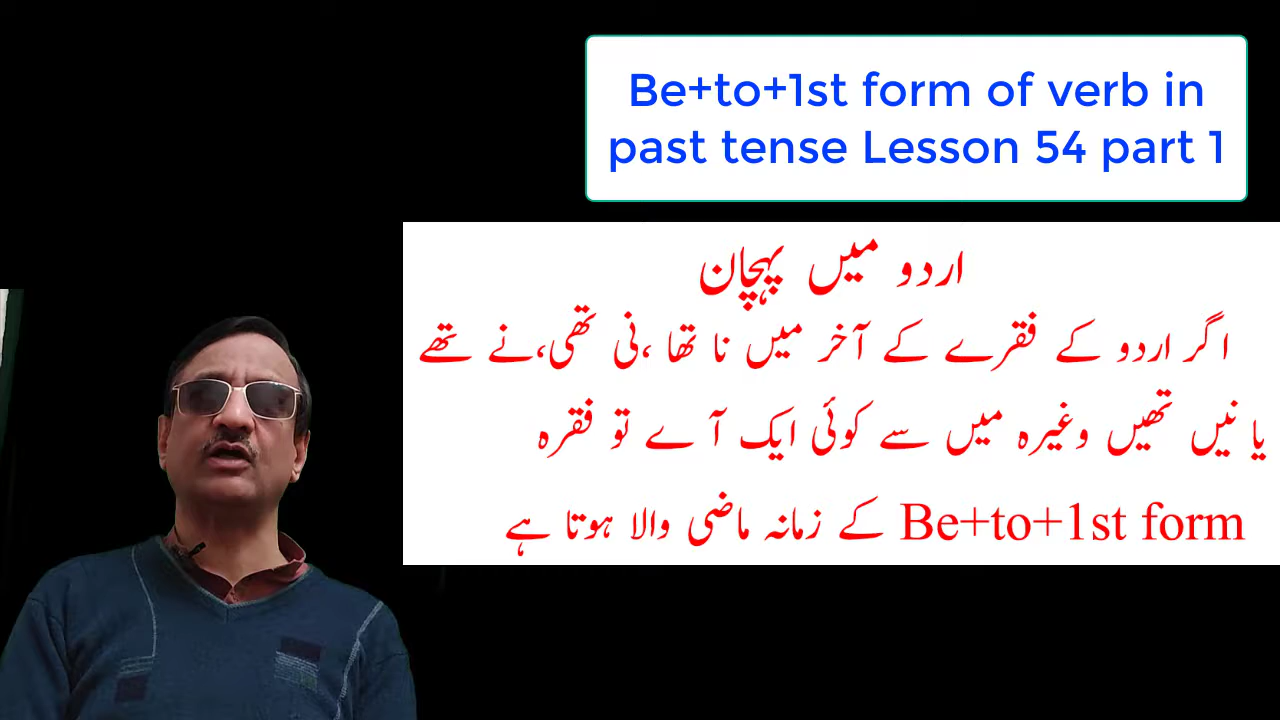 Be+to+1st form of verb in
past tense Lesson 54 part 1
اردو میں پہچان
اگر اردو کے فقرے کے آخر میں نا تھا ،نی تھی،نے تھے
یا نیں تھیں وغیرہ میں سے کوئی ایک آ ے تو فقرہ
Be+to+1st form کے زمانہ ماضی والا ہوتا ہے